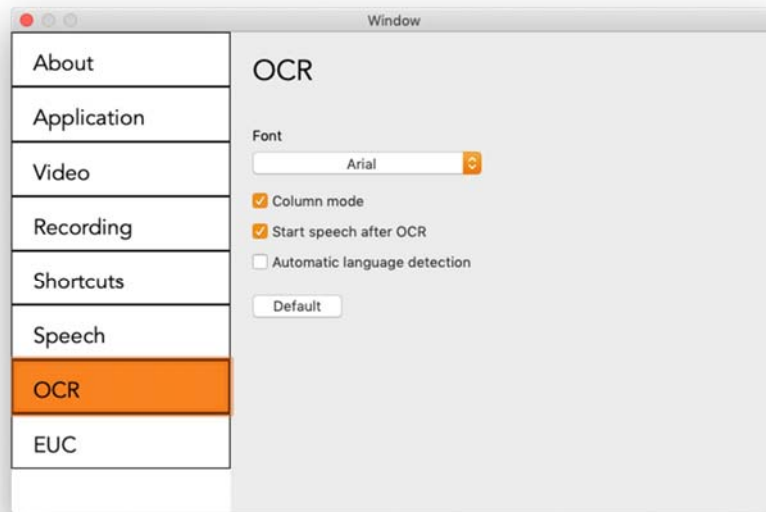 Window
About
Application
Video
Recording
Shortcuts
Speech
OCR
EUC
OCR
Font
Arial
Column mode
Start speech after OCR
Automatic language detection
Default